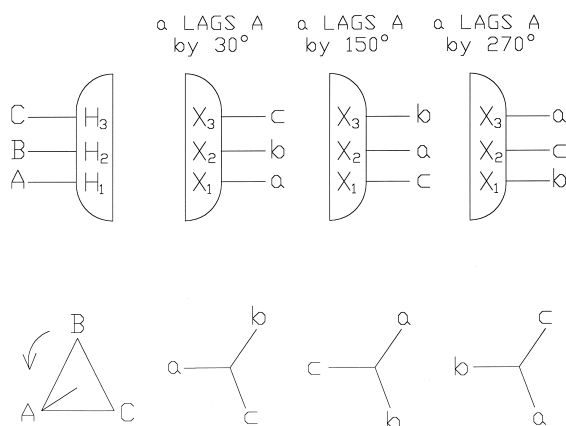 a LAGS A
by 30°
a LAGS A
by 150°
a LAGS A
by 270°
C H3 X3 c X3 b X3 a
B H2 X2 b X2 a X2 c
A H1 X1 a X1 c X1 b
B b a c
a c b
A C c b a